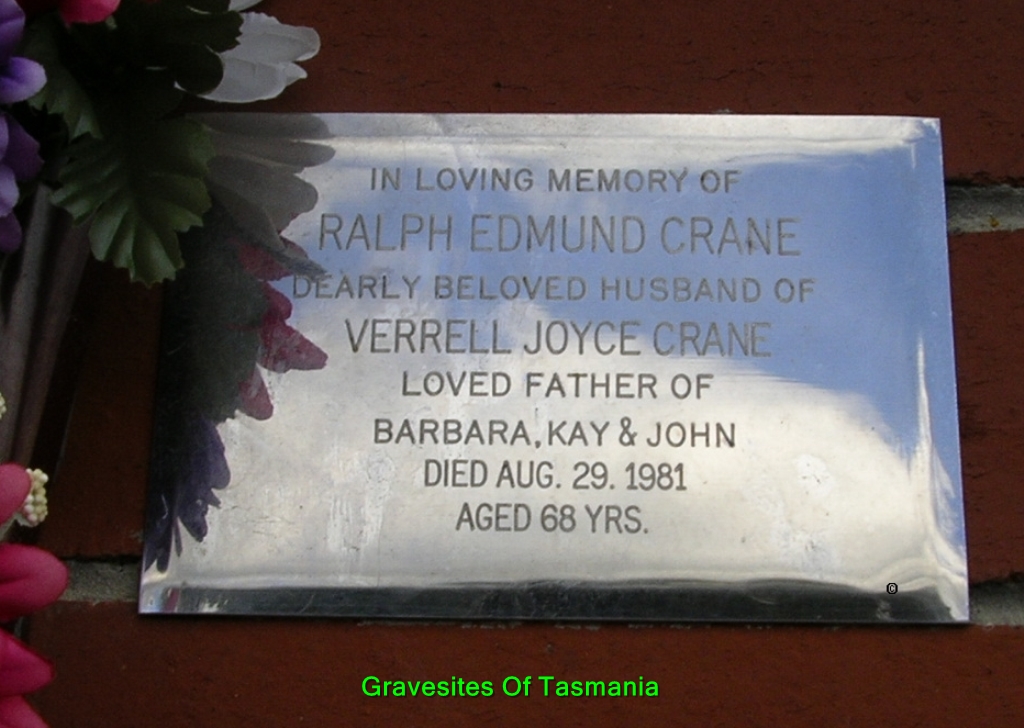 IN LOVING MEMORY OF
RALPH EDMUND CRANE
DEARLY BELOVED HUSBAND OF
VERRELL JOYCE CRANE
LOVED FATHER OF
BARBARA, KAY & JOHN
DIED AUG. 29. 1981
AGED 68 YRS.
©
Gravesites Of Tasmania